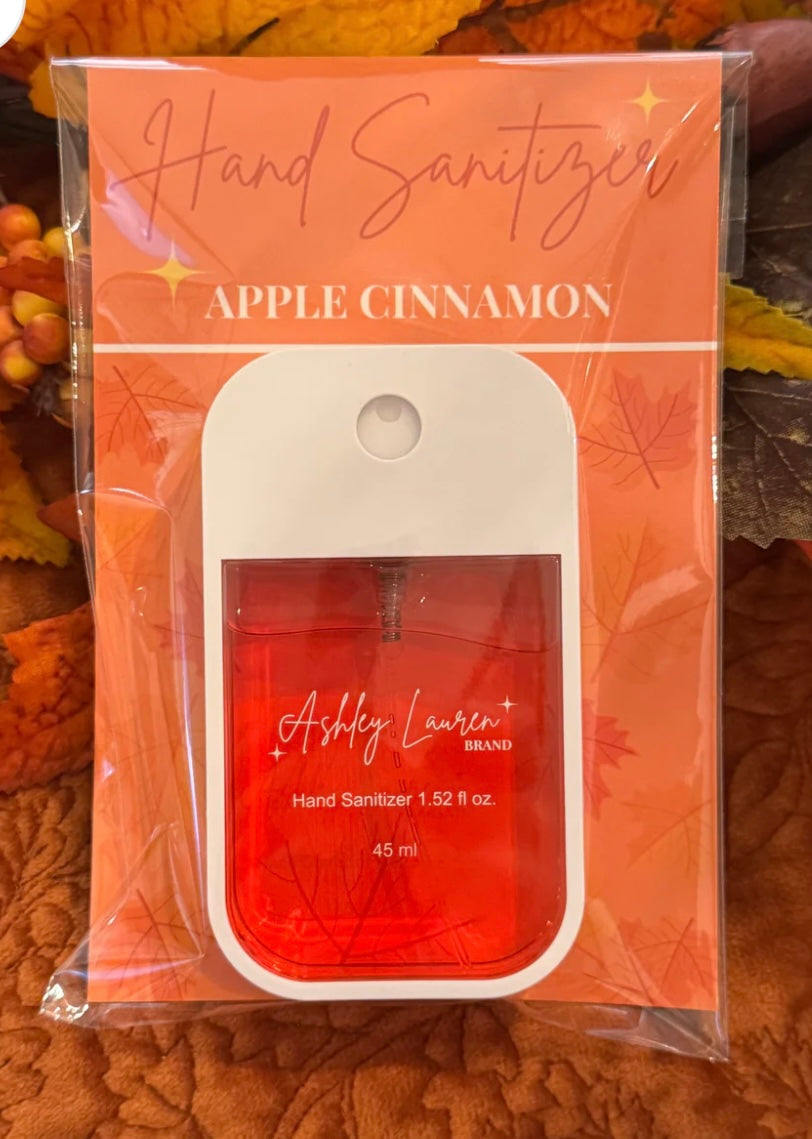 Hand Sanitizer
APPLE CINNAMON
Ashley Lauren
BRAND
Hand Sanitizer 1.52 fl oz.
45 ml